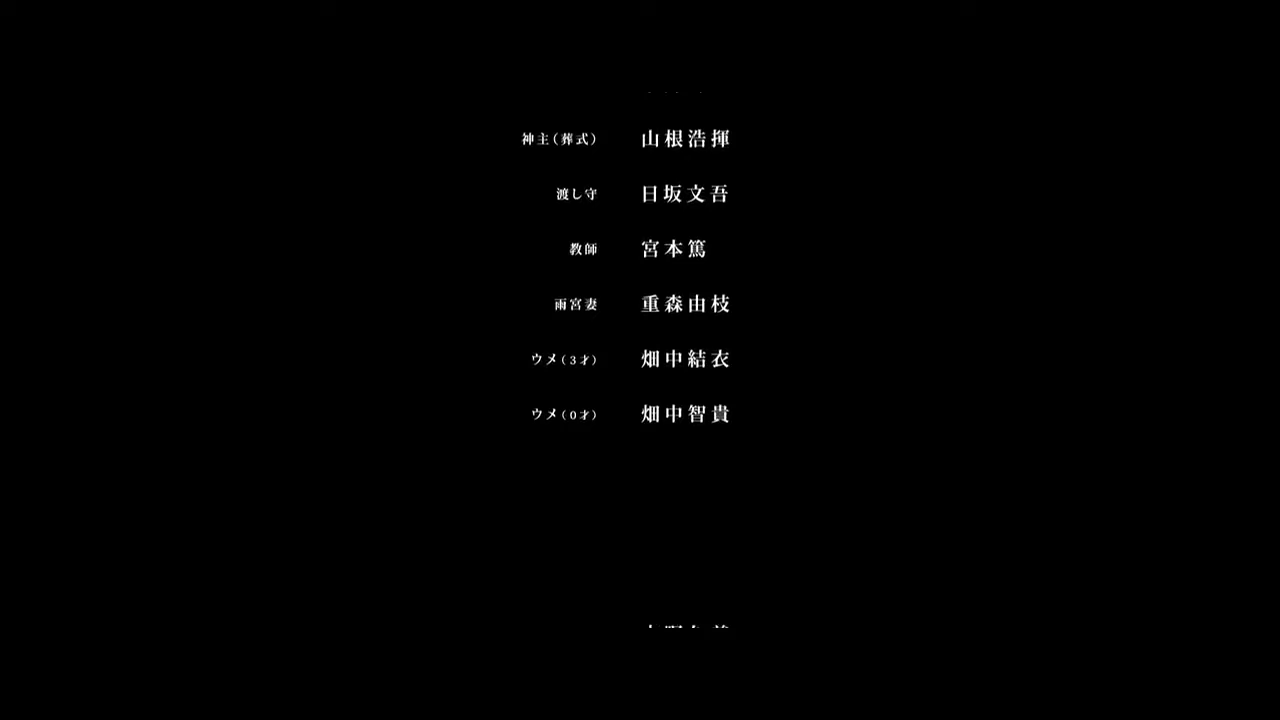 神主(葬式) 山根浩揮
渡し守 日坂文吾
教師 宮本篤
雨宮妻 重森由枝
ウメ(3才) 畑中結衣
ウメ(0才) 畑中智貴